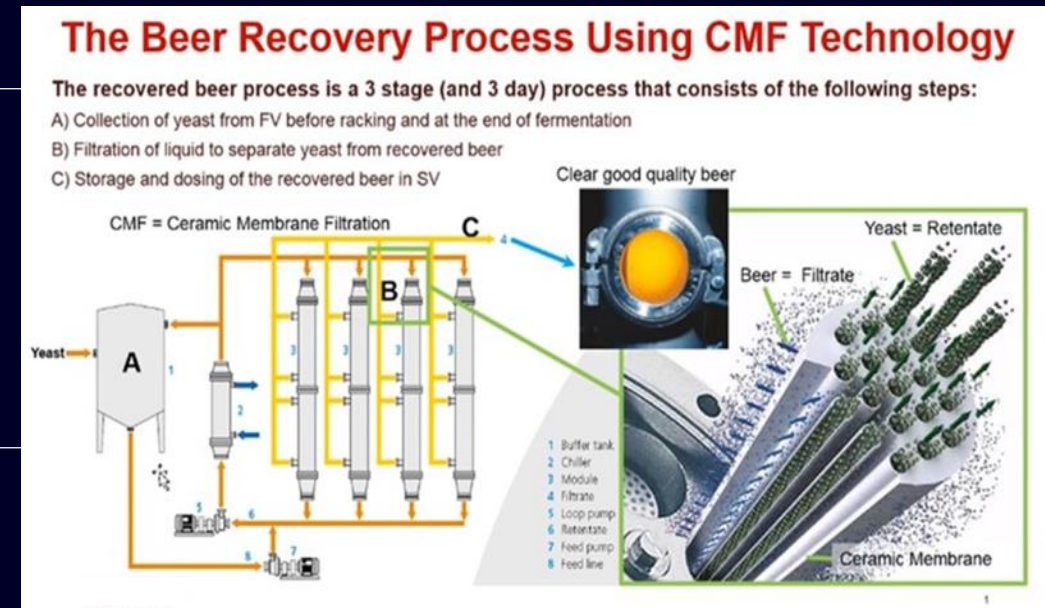 The Beer Recovery Process Using CMF Technology
The recovered beer process is a 3 stage (and 3 day) process that consists of the following steps:
A) Collection of yeast from FV before racking and at the end of fermentation
B) Filtration of liquid to separate yeast from recovered beer
C) Storage and dosing of the recovered beer in SV
Clear good quality beer
CMF = Ceramic Membrane Filtration
C
4
Yeast = Retentate
Beer = Filtrate
B
Yeast
A
1
2
3
3
3
3
5
6
8
7
1 Buffer tank
2 Chiller
3 Module
4 Filtrate
5 Loop pump
6 Retentate
7 Feed pump
8 Feed line
Ceramic Membrane
1